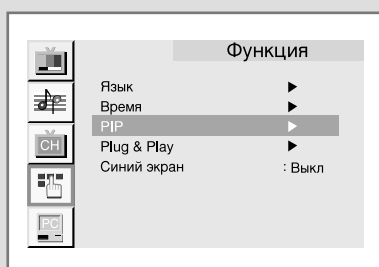 Функция
Язык ▶
Время ▶
PIP ▶
CH
Plug & Play ▶
Синий экран : Выкл
PC